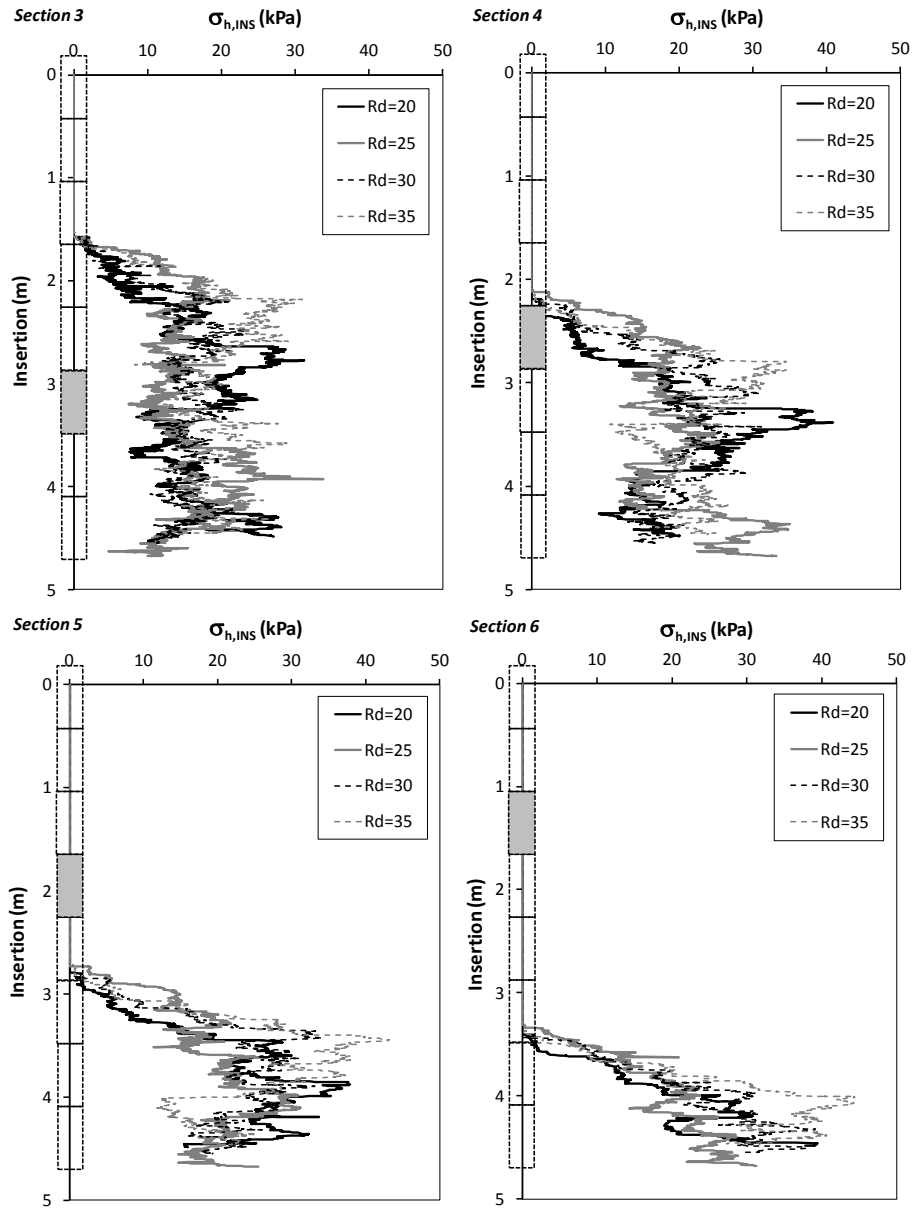 Section 3
σh,INS (kPa)
0 10 20 30 40 50
0
1
2
3
4
5
Insertion (m)
Rd=20
Rd=25
Rd=30
Rd=35
Section 4
σh,INS (kPa)
0 10 20 30 40 50
0
1
2
3
4
5
Insertion (m)
Rd=20
Rd=25
Rd=30
Rd=35
Section 5
σh,INS (kPa)
0 10 20 30 40 50
0
1
2
3
4
5
Insertion (m)
Rd=20
Rd=25
Rd=30
Rd=35
Section 6
σh,INS (kPa)
0 10 20 30 40 50
0
1
2
3
4
5
Insertion (m)
Rd=20
Rd=25
Rd=30
Rd=35